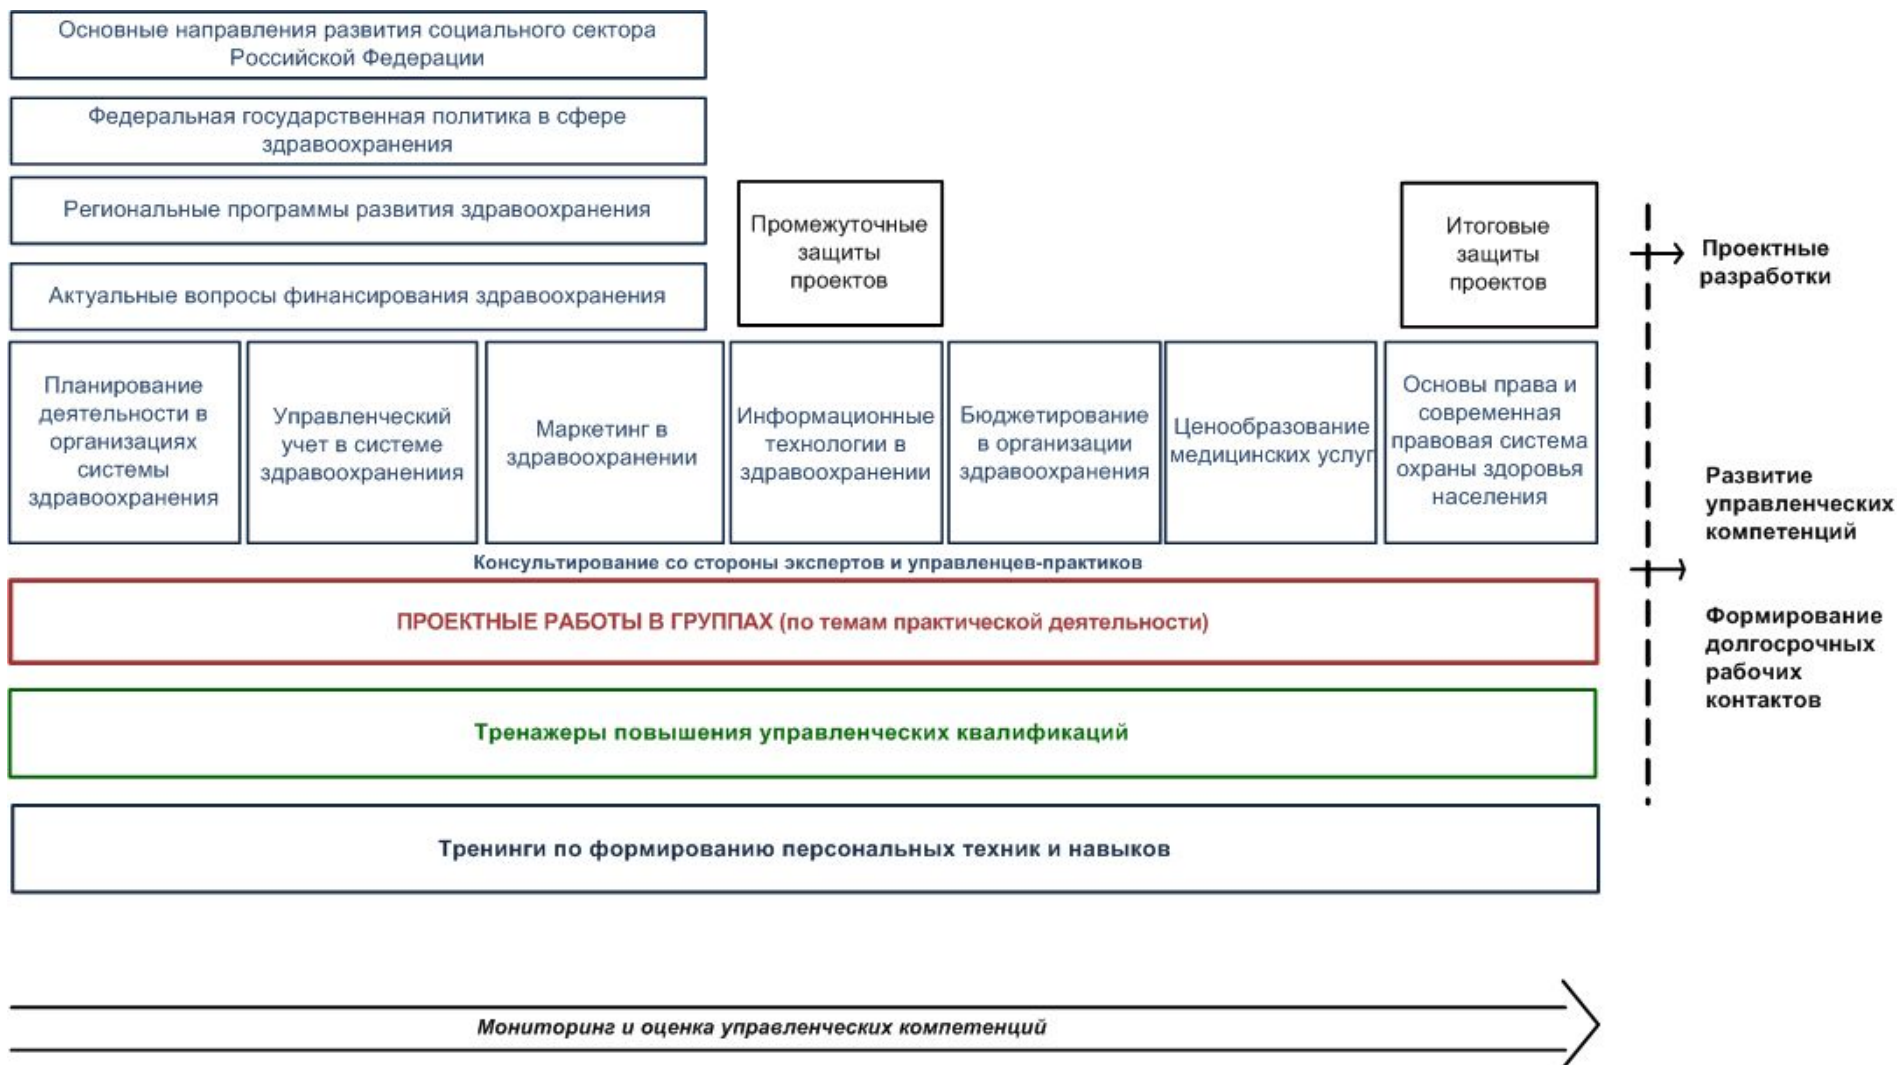 Основные направления развития социального сектора
Российской Федерации
Федеральная государственная политика в сфере
здравоохранения
Региональные программы развития здравоохранения
Актуальные вопросы финансирования здравоохранения
Промежуточные
защиты
проектов
Итоговые
защиты
проектов
Проектные
разработки
Планирование
деятельности в
организациях
системы
здравоохранения
Управленческий
учет в системе
здравоохранениия
Маркетинг в
здравоохранении
Информационные
технологии в
здравоохранении
Бюджетирование
в организации
здравоохранения
Ценообразование
медицинских услуг
Основы права и
современная
правовая система
охраны здоровья
населения
Развитие
управленческих
компетенций
Консультирование со стороны экспертов и управленцев-практиков
ПРОЕКТНЫЕ РАБОТЫ В ГРУППАХ (по темам практической деятельности)
Формирование
долгосрочных
рабочих
контактов
Тренажеры повышения управленческих квалификаций
Тренинги по формированию персональных техник и навыков
Мониторинг и оценка управленческих компетенций